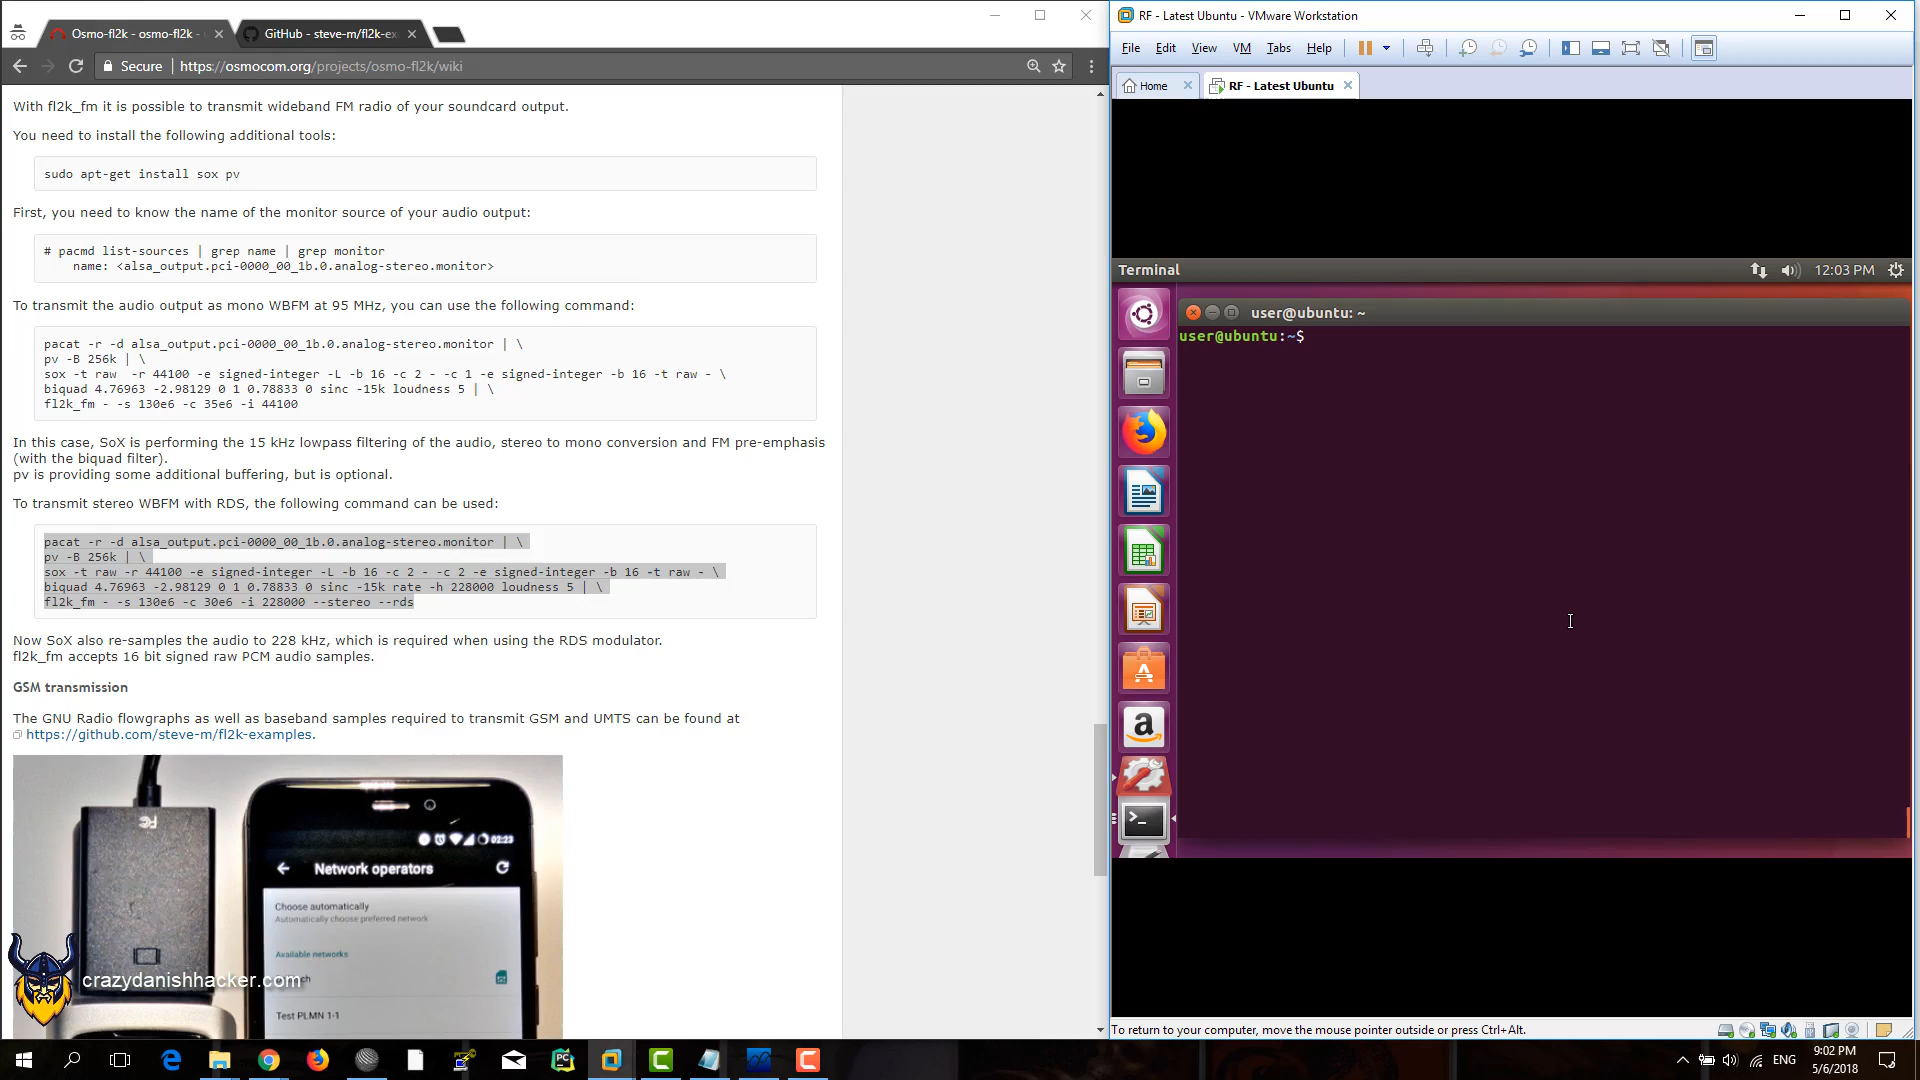 Osmo-fl2k - osmo-fl2k -
GitHub - steve-m/fl2k-ex
Secure
https://osmocom.org/projects/osmo-fl2k/wiki
With fl2k_fm it is possible to transmit wideband FM radio of your soundcard output.
You need to install the following additional tools:
sudo apt-get install sox pv
First, you need to know the name of the monitor source of your audio output:
# pacmd list-sources | grep name | grep monitor
name: <alsa_output.pci-0000_00_1b.0.analog-stereo.monitor>
To transmit the audio output as mono WBFM at 95 MHz, you can use the following command:
pacat -r -d alsa_output.pci-0000_00_1b.0.analog-stereo.monitor | \
pv -B 256k | \
sox -t raw  -r 44100 -e signed-integer -L -b 16 -c 2 - -c 1 -e signed-integer -b 16 -t raw - \
biquad 4.76963 -2.98129 0 1 0.78833 0 sinc -15k loudness 5 | \
fl2k_fm - -s 130e6 -c 35e6 -i 44100
In this case, SoX is performing the 15 kHz lowpass filtering of the audio, stereo to mono conversion and FM pre-emphasis
(with the biquad filter).
pv is providing some additional buffering, but is optional.
To transmit stereo WBFM with RDS, the following command can be used:
pacat -r -d alsa_output.pci-0000_00_1b.0.analog-stereo.monitor | \
pv -B 256k | \
sox -t raw -r 44100 -e signed-integer -L -b 16 -c 2 - -c 2 -e signed-integer -b 16 -t raw - \
biquad 4.76963 -2.98129 0 1 0.78833 0 sinc -15k rate -h 228000 loudness 5 | \
fl2k_fm - -s 130e6 -c 30e6 -i 228000 --stereo --rds
Now SoX also re-samples the audio to 228 kHz, which is required when using the RDS modulator.
fl2k_fm accepts 16 bit signed raw PCM audio samples.
GSM transmission
The GNU Radio flowgraphs as well as baseband samples required to transmit GSM and UMTS can be found at
https://github.com/steve-m/fl2k-examples.
02:23
Network operators
Choose automatically
Automatically choose preferred network
Available networks
crazydanishhacker.com
Test PLMN 1-1
RF - Latest Ubuntu - VMware Workstation
File Edit View VM Tabs Help
Home
RF - Latest Ubuntu
Terminal
12:03 PM
user@ubuntu: ~
user@ubuntu:~$
To return to your computer, move the mouse pointer outside or press Ctrl+Alt.
ENG
9:02 PM
5/6/2018